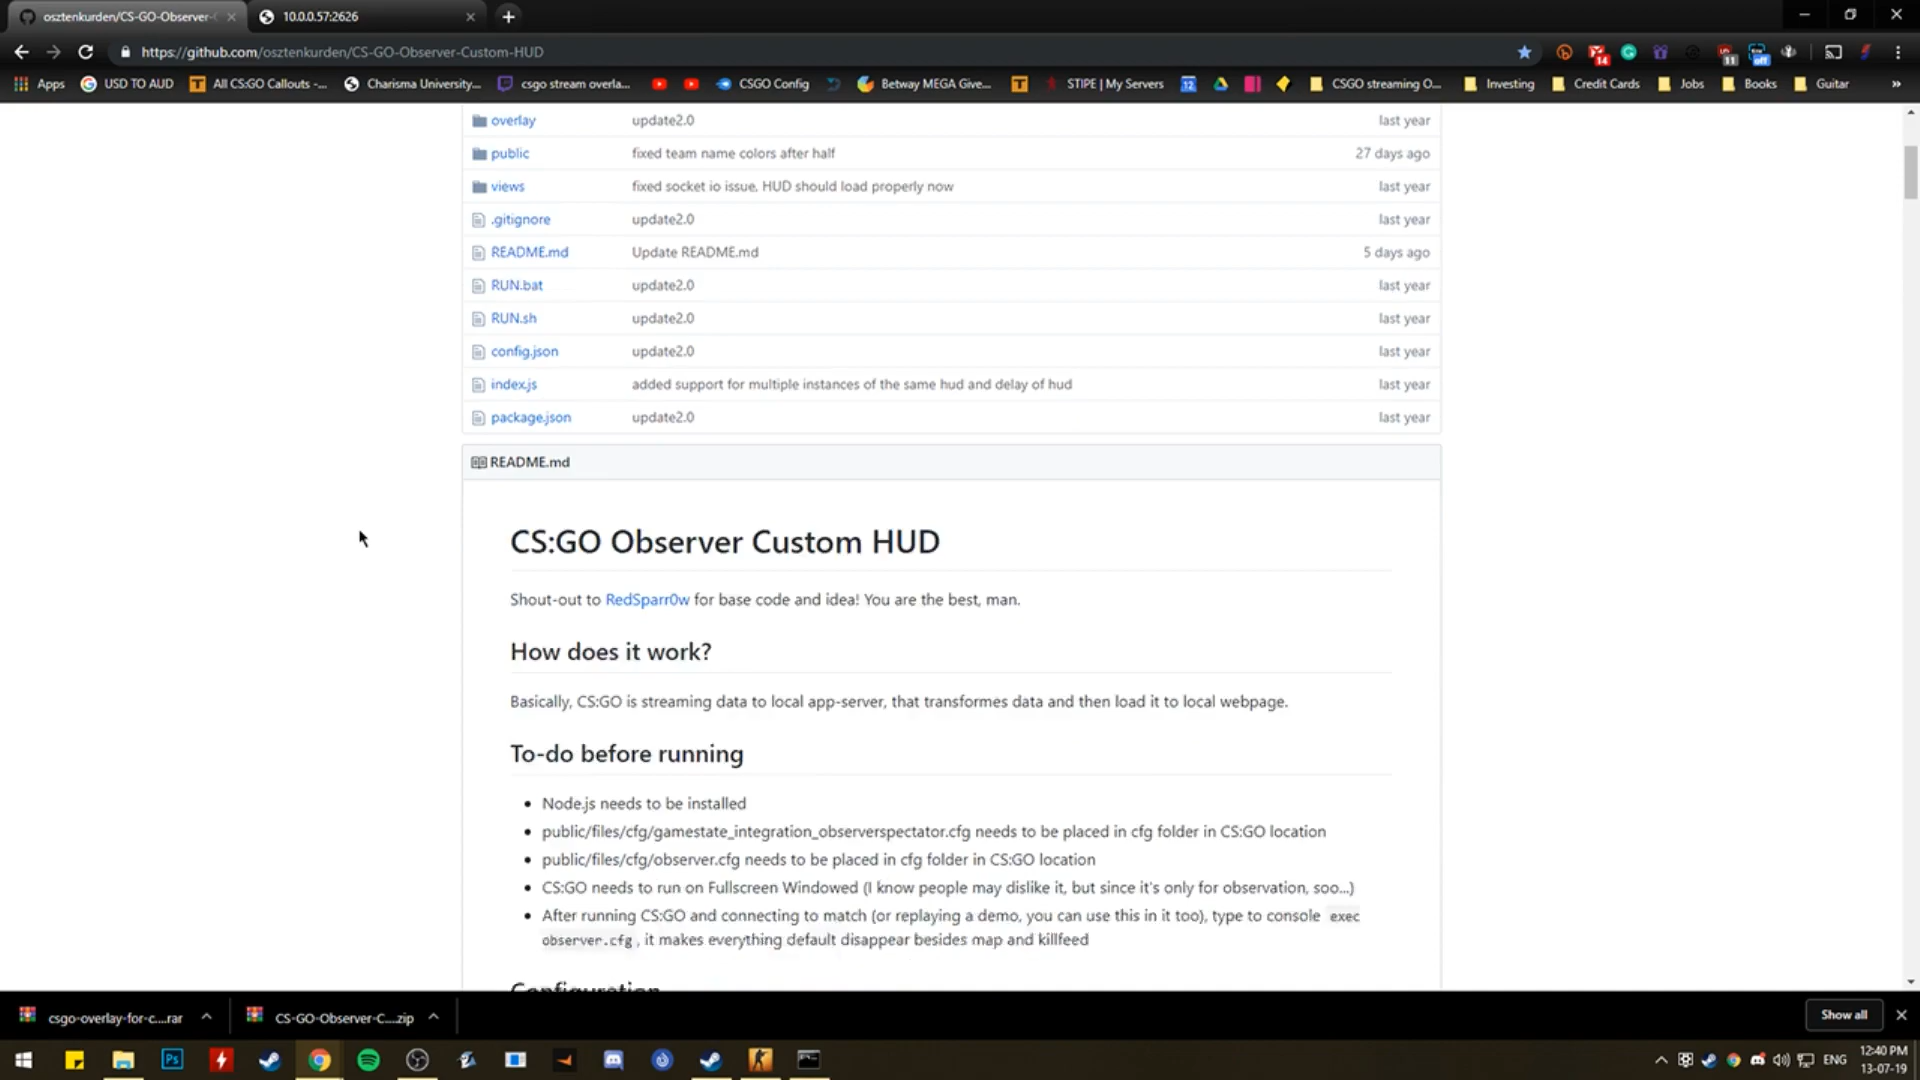 osztenkurden/CS-GO-Observer-
10.0.0.57:2626
https://github.com/osztenkurden/CS-GO-Observer-Custom-HUD
14
11
off
Apps
USD TO AUD
All CS:GO Callouts -...
Charisma University,...
csgo stream overla...
CSGO Config
Betway MEGA Give...
STIPE | My Servers
12
CSGO streaming O...
Investing
Credit Cards
Jobs
Books
Guitar
»
overlay update2.0 last year
public fixed team name colors after half 27 days ago
views fixed socket io issue. HUD should load properly now last year
.gitignore update2.0 last year
README.md Update README.md 5 days ago
RUN.bat update2.0 last year
RUN.sh update2.0 last year
config.json update2.0 last year
index.js added support for multiple instances of the same hud and delay of hud last year
package.json update2.0 last year
README.md
CS:GO Observer Custom HUD
Shout-out to RedSparr0w for base code and idea! You are the best, man.
How does it work?
Basically, CS:GO is streaming data to local app-server, that transformes data and then load it to local webpage.
To-do before running
• Node.js needs to be installed
• public/files/cfg/gamestate_integration_observerspectator.cfg needs to be placed in cfg folder in CS:GO location
• public/files/cfg/observer.cfg needs to be placed in cfg folder in CS:GO location
• CS:GO needs to run on Fullscreen Windowed (I know people may dislike it, but since it's only for observation, soo...)
• After running CS:GO and connecting to match (or replaying a demo, you can use this in it too), type to console exec
observer.cfg , it makes everything default disappear besides map and killfeed
Configuration
csgo-overlay-for-c....rar
CS-GO-Observer-C....zip
Show all
Ps
ENG
12:40 PM
13-07-19